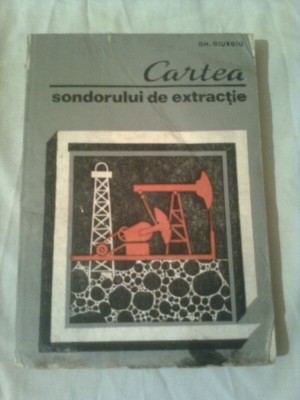 GH. GIURGIU
Cartea
sondorului de extracție